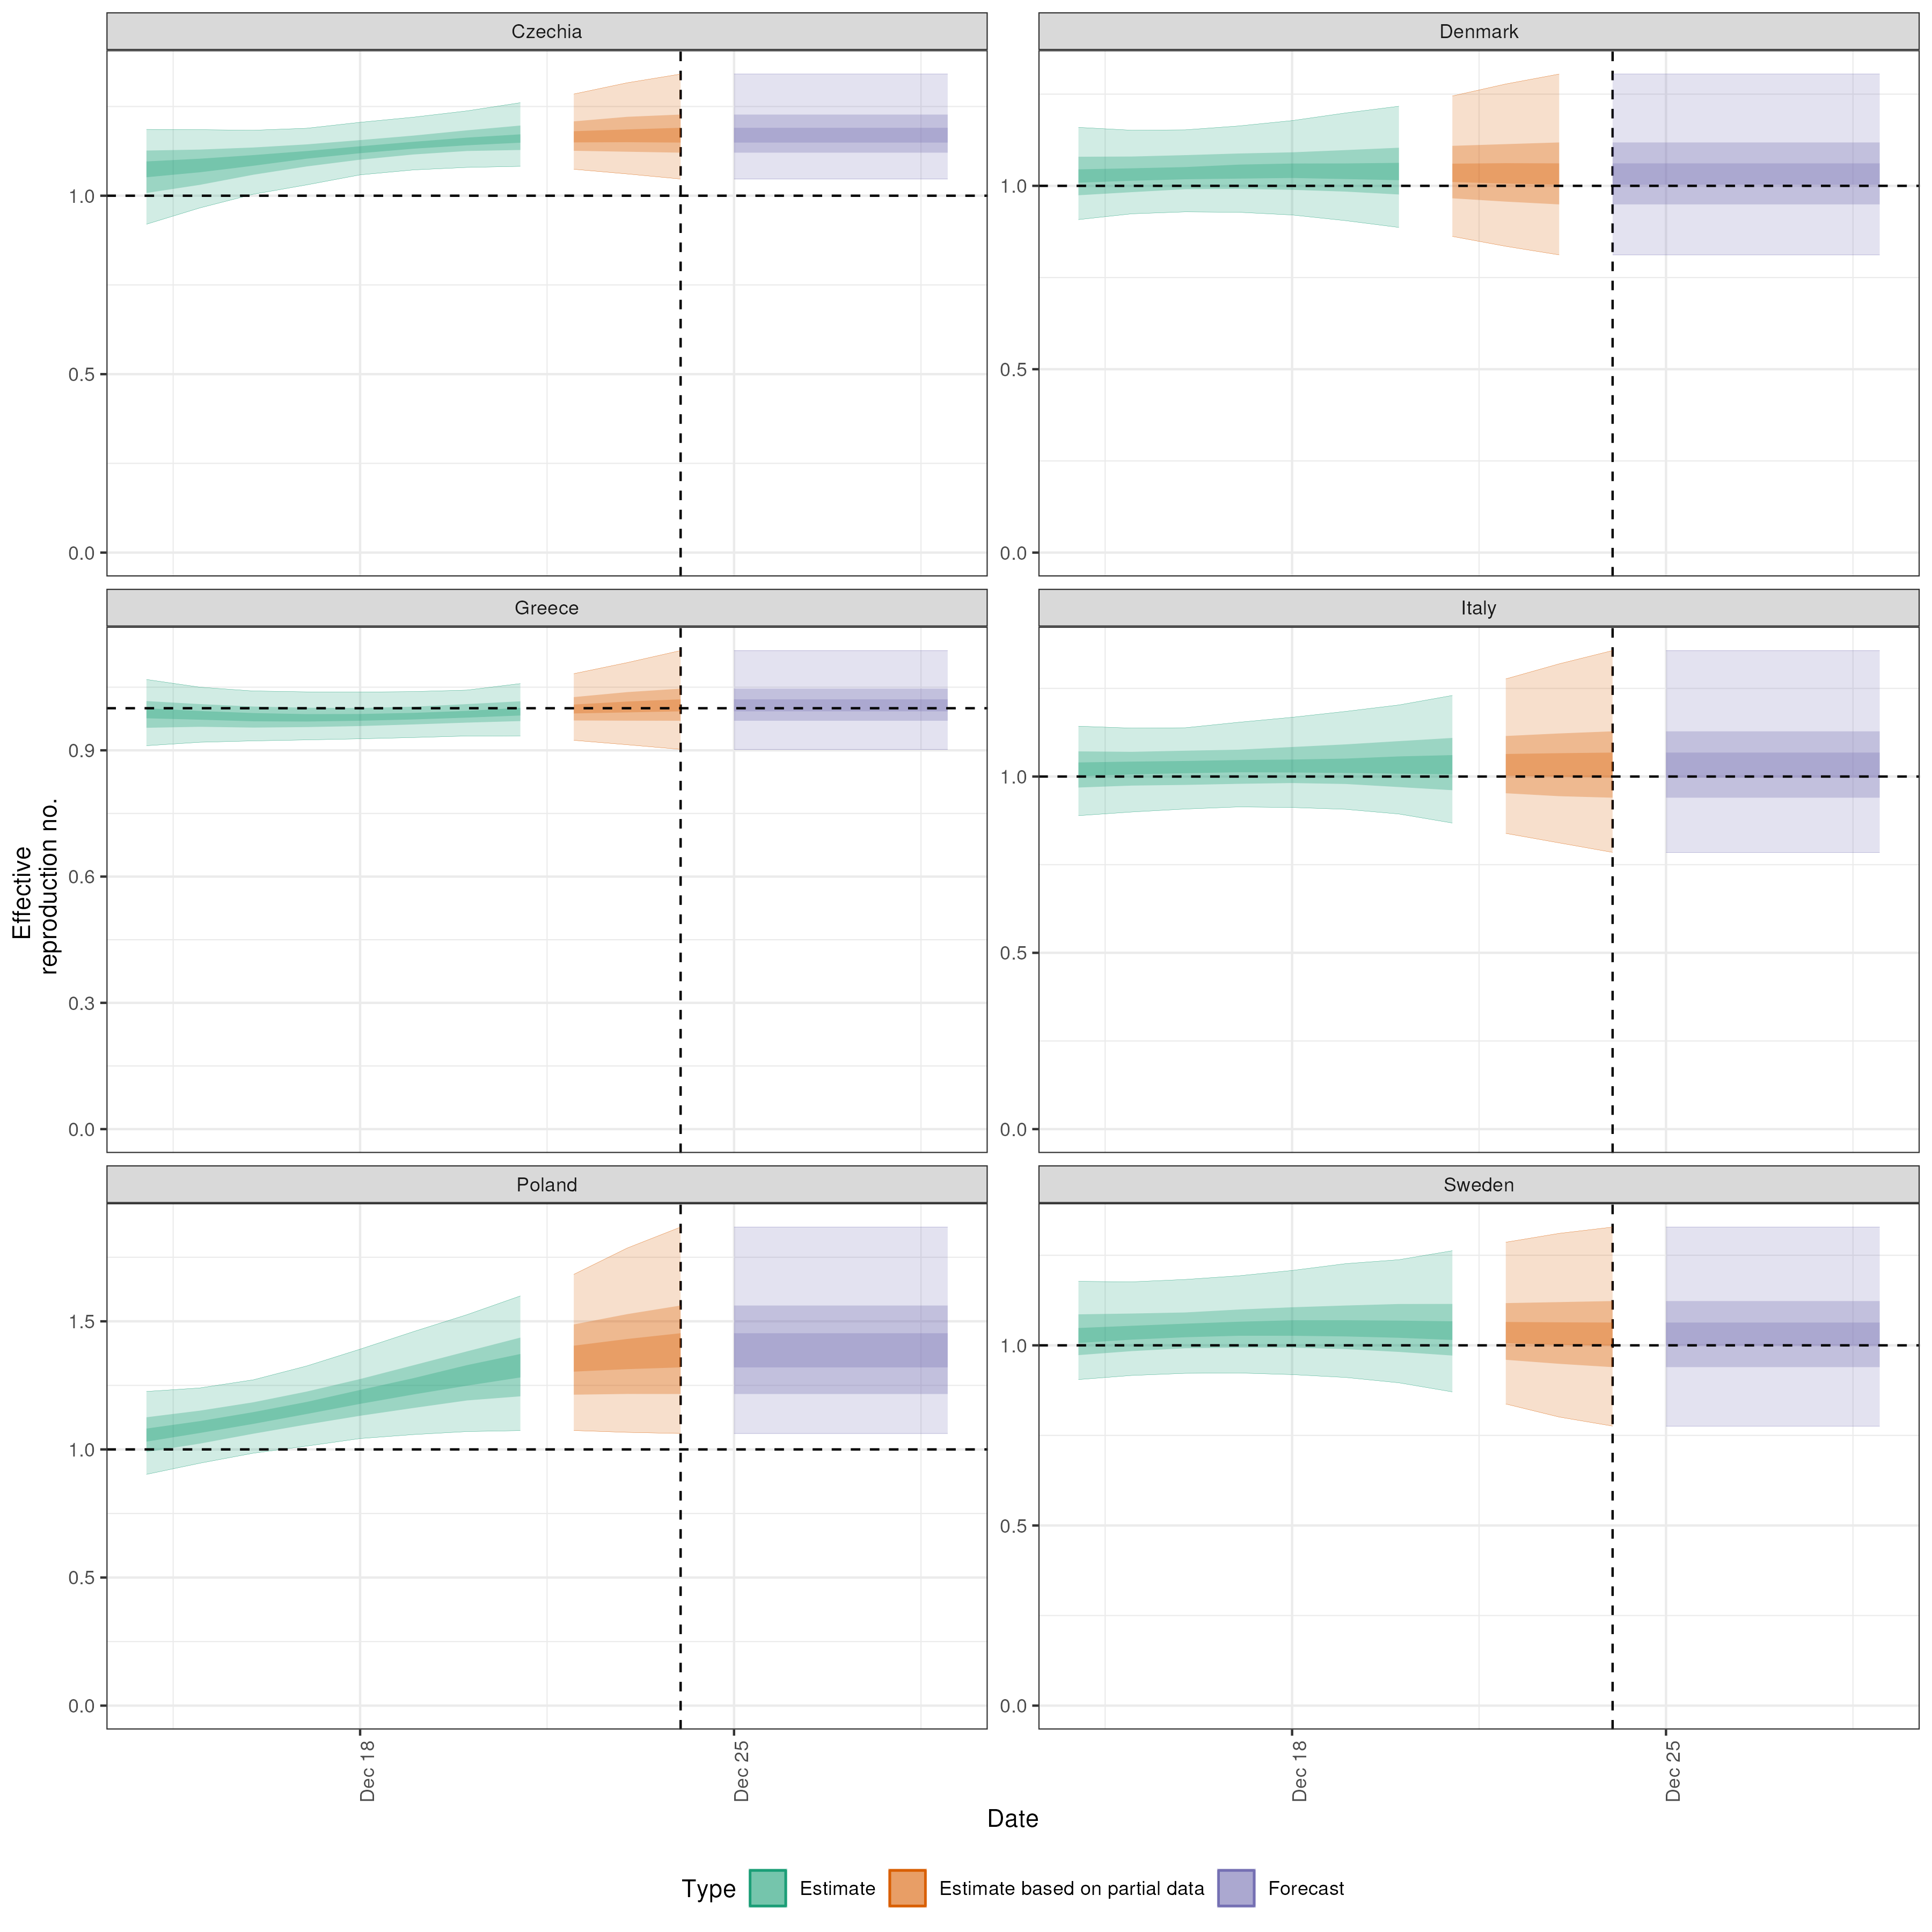 Czechia
Denmark
1.0
0.5
0.0
1.0
0.5
0.0
Greece
Italy
0.9
0.6
0.3
0.0
1.0
0.5
0.0
Poland
Sweden
1.5
1.0
0.5
0.0
1.0
0.5
0.0
Effective
reproduction no.
Dec 18
Dec 25
Dec 18
Dec 25
Date
Type Estimate Estimate based on partial data Forecast